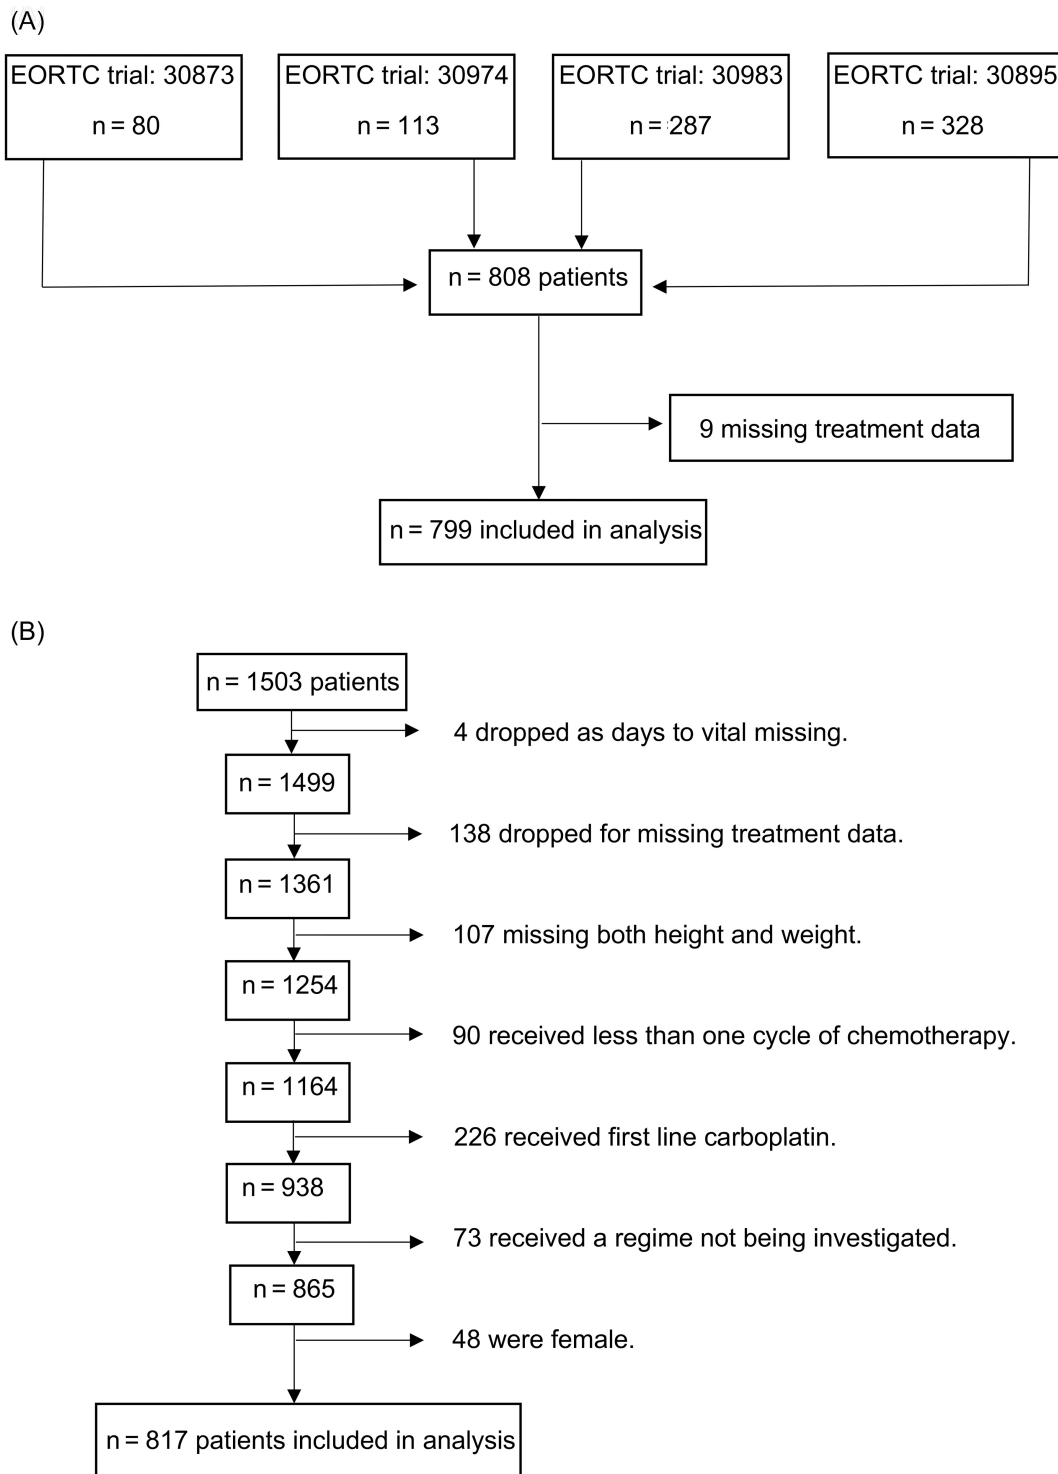 (A)
EORTC trial: 30873
n = 80
EORTC trial: 30974
n = 113
EORTC trial: 30983
n = 287
EORTC trial: 30895
n = 328
n = 808 patients
9 missing treatment data
n = 799 included in analysis
(B)
n = 1503 patients
4 dropped as days to vital missing.
n = 1499
138 dropped for missing treatment data.
n = 1361
107 missing both height and weight.
n = 1254
90 received less than one cycle of chemotherapy.
n = 1164
226 received first line carboplatin.
n = 938
73 received a regime not being investigated.
n = 865
48 were female.
n = 817 patients included in analysis